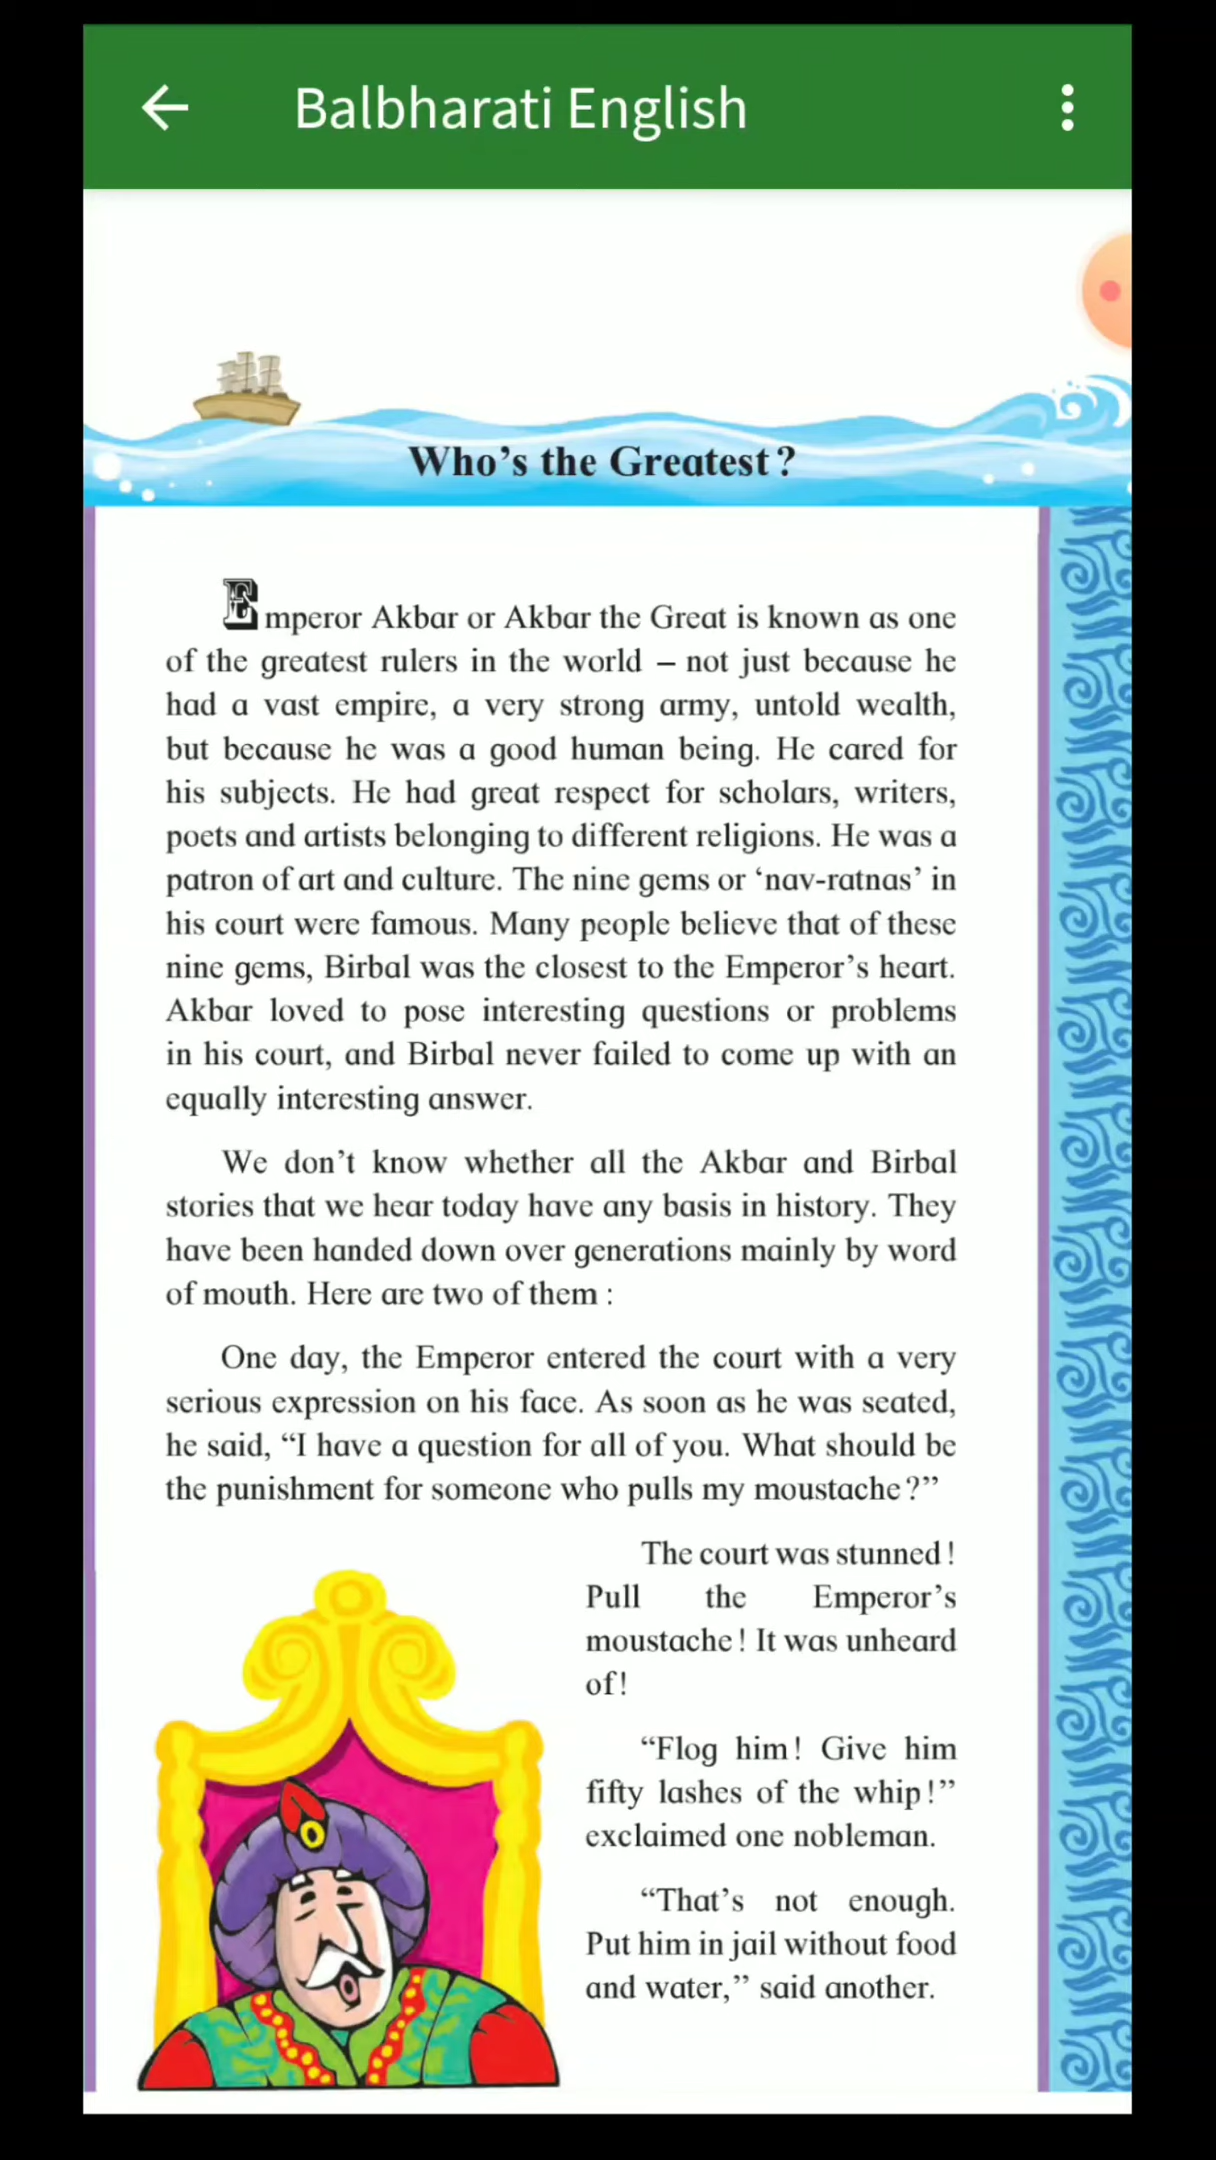 Balbharati English
Who's the Greatest ?
Emperor Akbar or Akbar the Great is known as one
of the greatest rulers in the world – not just because he
had a vast empire, a very strong army, untold wealth,
but because he was a good human being. He cared for
his subjects. He had great respect for scholars, writers,
poets and artists belonging to different religions. He was a
patron of art and culture. The nine gems or ‘nav-ratnas’ in
his court were famous. Many people believe that of these
nine gems, Birbal was the closest to the Emperor’s heart.
Akbar loved to pose interesting questions or problems
in his court, and Birbal never failed to come up with an
equally interesting answer.
We don’t know whether all the Akbar and Birbal
stories that we hear today have any basis in history. They
have been handed down over generations mainly by word
of mouth. Here are two of them :
One day, the Emperor entered the court with a very
serious expression on his face. As soon as he was seated,
he said, “I have a question for all of you. What should be
the punishment for someone who pulls my moustache ?”
The court was stunned !
Pull the Emperor’s
moustache ! It was unheard
of !
“Flog him ! Give him
fifty lashes of the whip !”
exclaimed one nobleman.
“That’s not enough.
Put him in jail without food
and water,” said another.